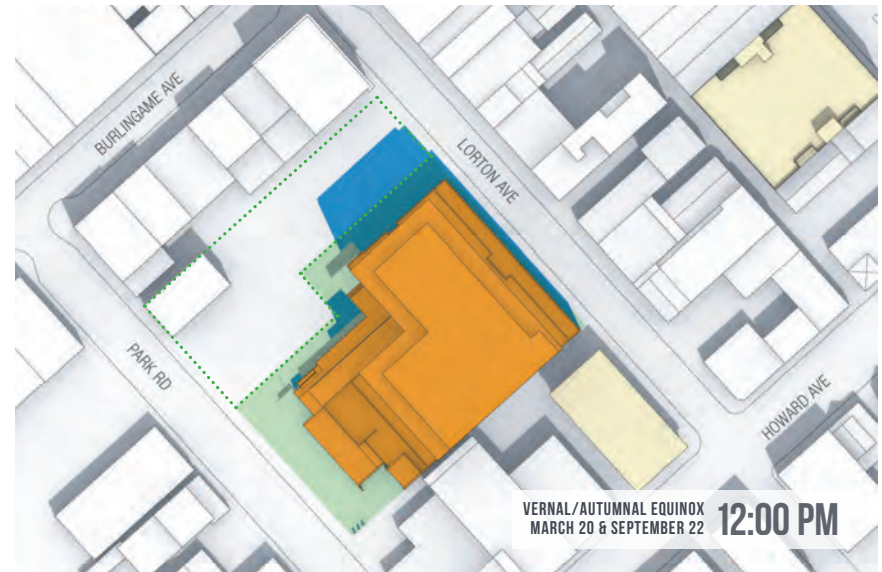 BURLINGAME AVE
LORTON AVE
PARK RD
HOWARD AVE
VERNAL/AUTUMNAL EQUINOX
MARCH 20 & SEPTEMBER 22
12:00 PM